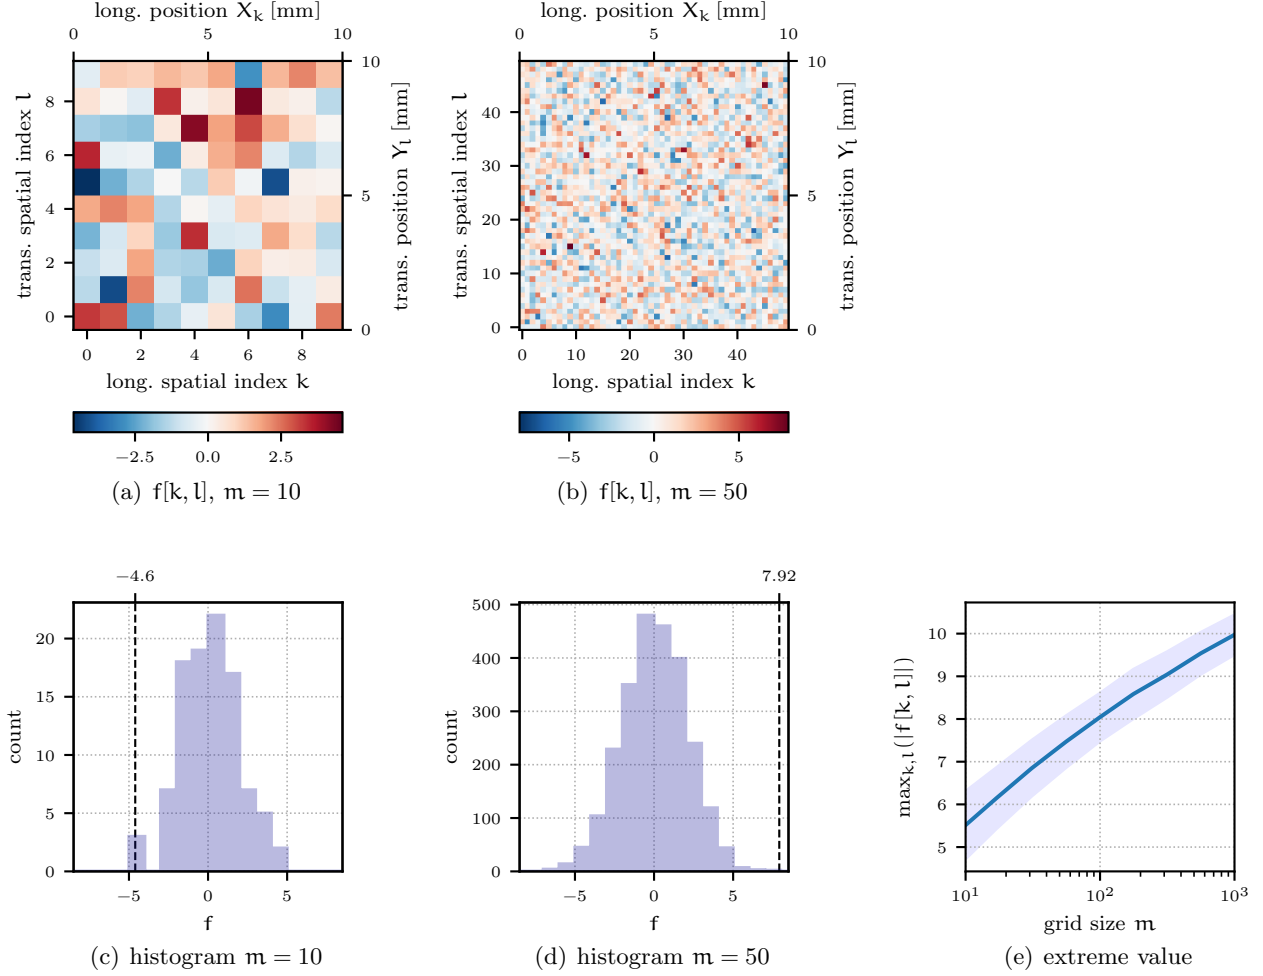 long. position X_k [mm]
0 5 10
trans. spatial index l
8
6
4
2
0
10
5
0
trans. position Y_l [mm]
0 2 4 6 8
long. spatial index k
−2.5 0.0 2.5
(a) f[k, l], m = 10
long. position X_k [mm]
0 5 10
trans. spatial index l
40
30
20
10
0
10
5
0
trans. position Y_l [mm]
0 10 20 30 40
long. spatial index k
−5 0 5
(b) f[k, l], m = 50
−4.6
count
20
15
10
5
0
−5 0 5
f
(c) histogram m = 10
7.92
count
500
400
300
200
100
0
−5 0 5
f
(d) histogram m = 50
max_{k,l}(|f[k, l]|)
10
9
8
7
6
5
10^1 10^2 10^3
grid size m
(e) extreme value